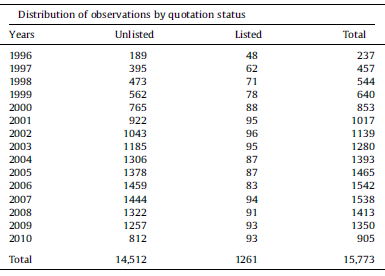 Distribution of observations by quotation status
Years Unlisted Listed Total
1996 189 48 237
1997 395 62 457
1998 473 71 544
1999 562 78 640
2000 765 88 853
2001 922 95 1017
2002 1043 96 1139
2003 1185 95 1280
2004 1306 87 1393
2005 1378 87 1465
2006 1459 83 1542
2007 1444 94 1538
2008 1322 91 1413
2009 1257 93 1350
2010 812 93 905
Total 14,512 1261 15,773